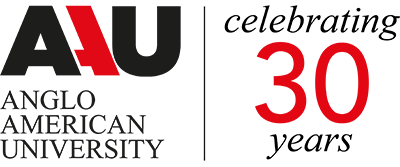 AAU
ANGLO
AMERICAN
UNIVERSITY
celebrating
30
years